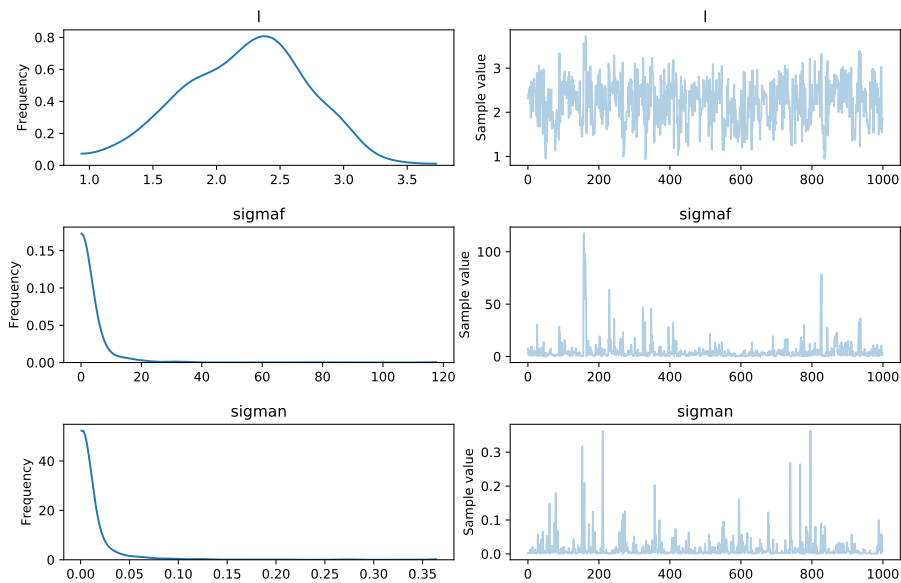 l
l
Frequency
0.8
0.6
0.4
0.2
0.0
1.0 1.5 2.0 2.5 3.0 3.5
Sample value
3
2
1
0 200 400 600 800 1000
sigmaf
sigmaf
Frequency
0.15
0.10
0.05
0.00
0 20 40 60 80 100 120
Sample value
100
50
0
0 200 400 600 800 1000
sigman
sigman
Frequency
40
20
0
0.00 0.05 0.10 0.15 0.20 0.25 0.30 0.35
Sample value
0.3
0.2
0.1
0.0
0 200 400 600 800 1000